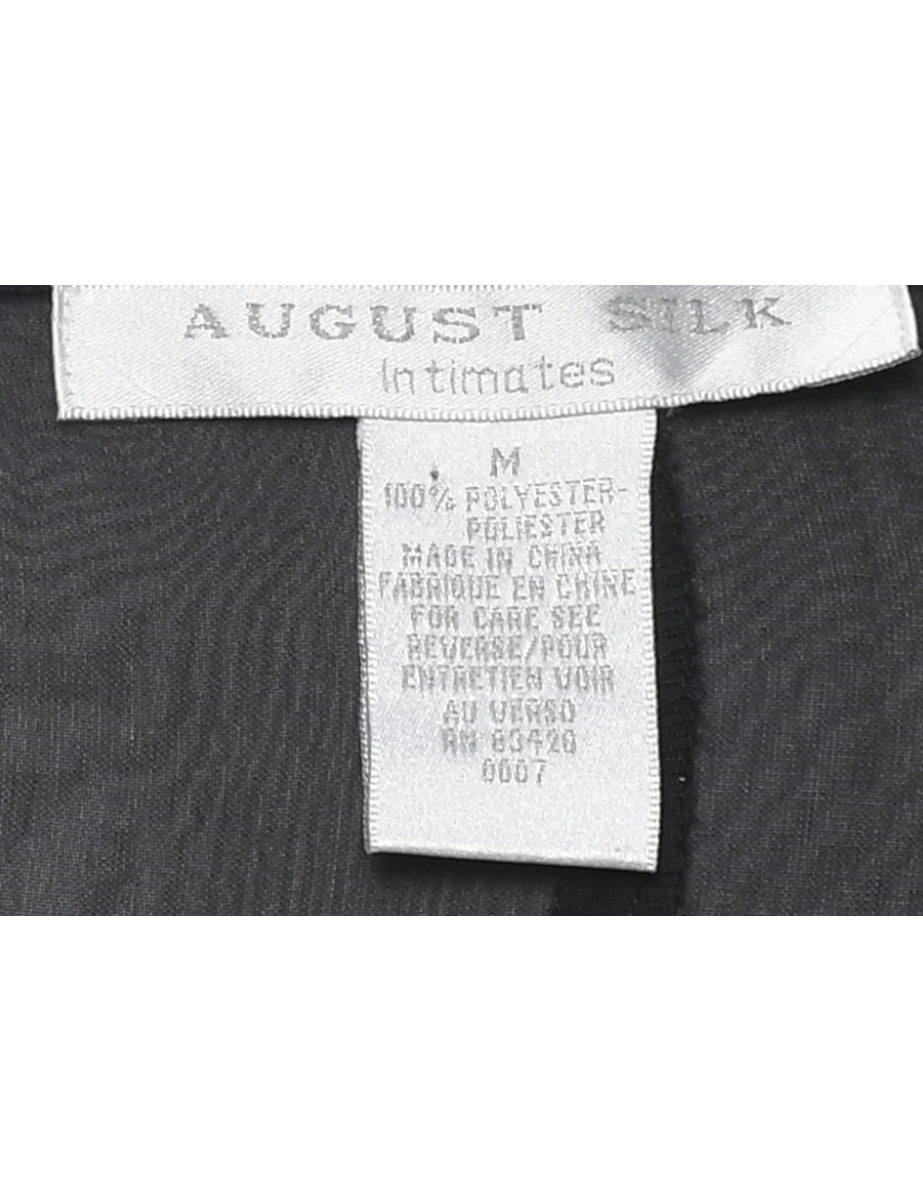 AUGUST SILK
Intimates
M
100% POLYESTER-
POLIESTER
MADE IN CHINA
FABRIQUE EN CHINE
FOR CARE SEE
REVERSE/POUR
ENTRETIEN VOIR
AU VERSO
RN 83426
0007